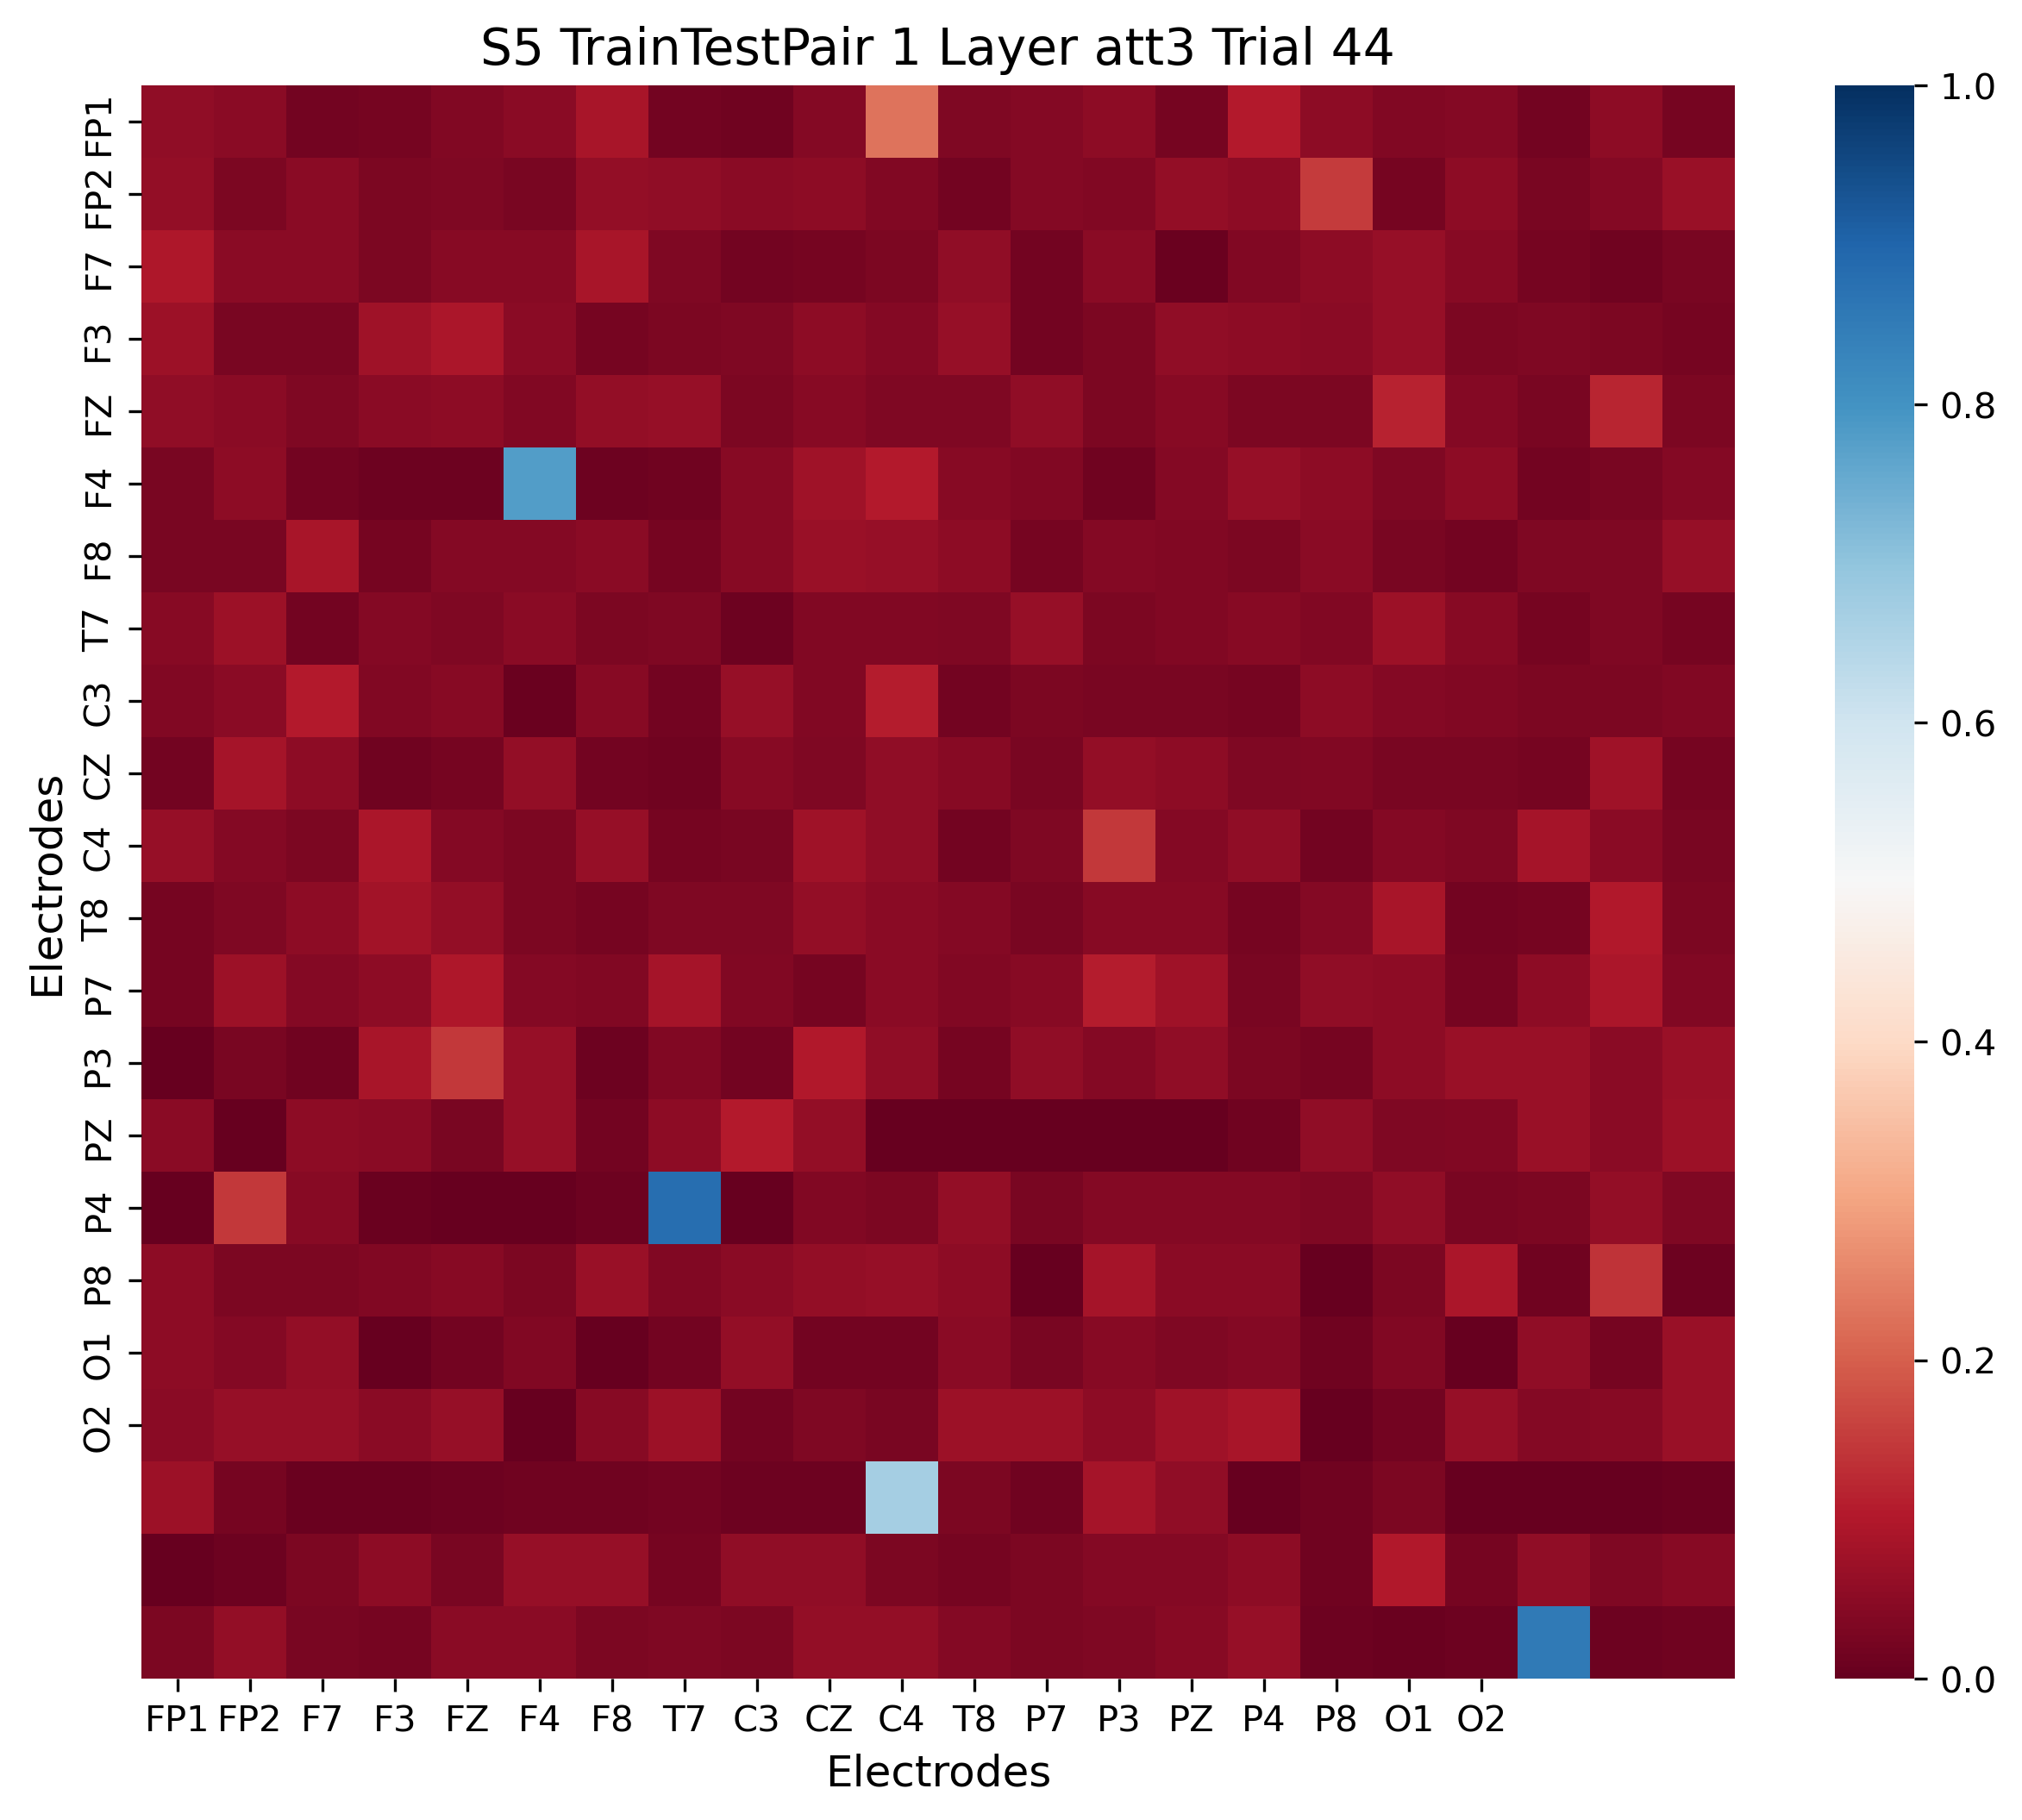 S5 TrainTestPair 1 Layer att3 Trial 44
Electrodes
FP1
FP2
F7
F3
FZ
F4
F8
T7
C3
CZ
C4
T8
P7
P3
PZ
P4
P8
O1
O2
FP1 FP2 F7 F3 FZ F4 F8 T7 C3 CZ C4 T8 P7 P3 PZ P4 P8 O1 O2
Electrodes
1.0
0.8
0.6
0.4
0.2
0.0